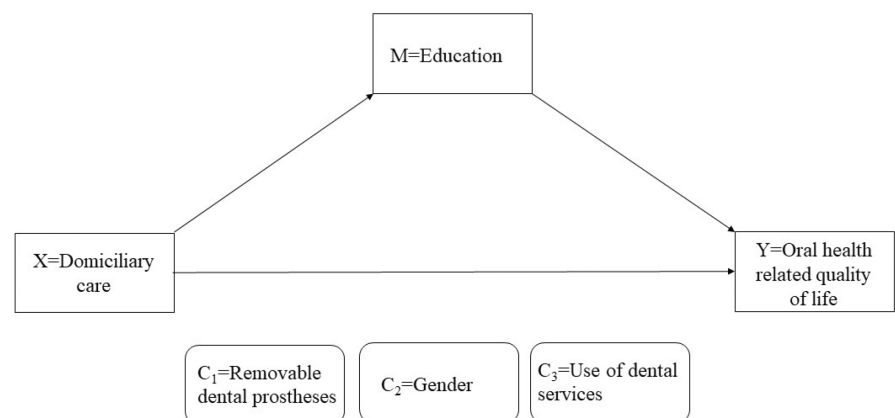 M=Education
X=Domiciliary
care
Y=Oral health
related quality
of life
C₁=Removable
dental prostheses
C₂=Gender
C₃=Use of dental
services